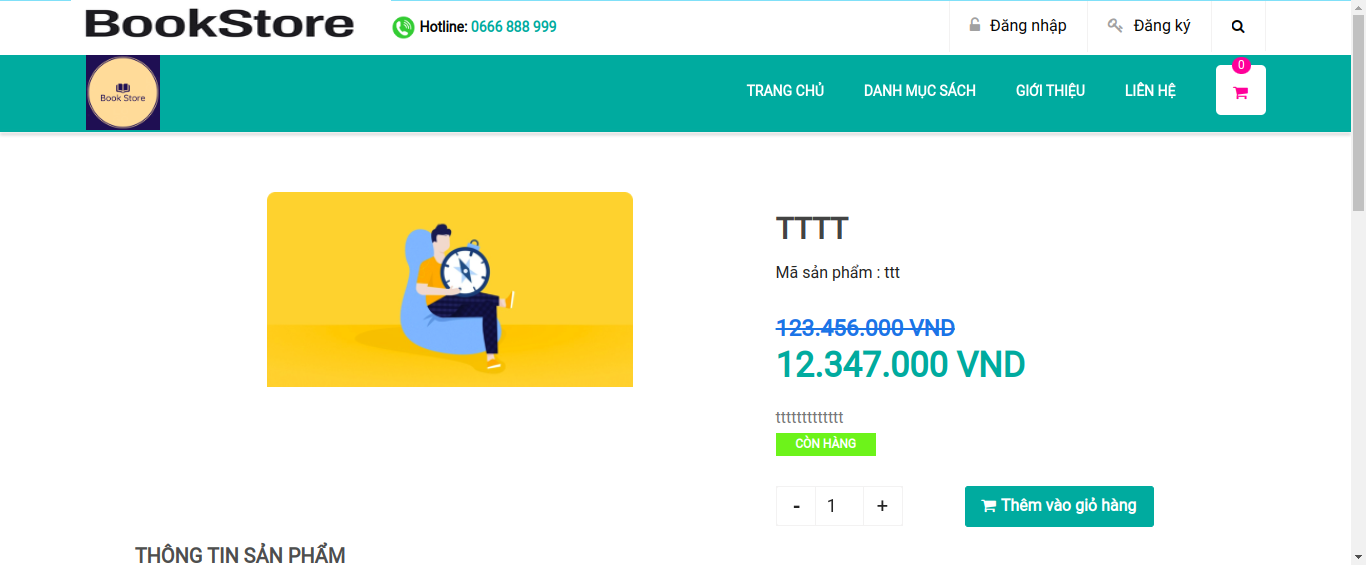 BookStore
Hotline: 0666 888 999
Đăng nhập
Đăng ký
Book Store
TRANG CHỦ
DANH MỤC SÁCH
GIỚI THIỆU
LIÊN HỆ
0
TTTT
Mã sản phẩm : ttt
123.456.000 VND
12.347.000 VND
ttttttttttttt
CÒN HÀNG
- 1 +
Thêm vào giỏ hàng
THÔNG TIN SẢN PHẨM